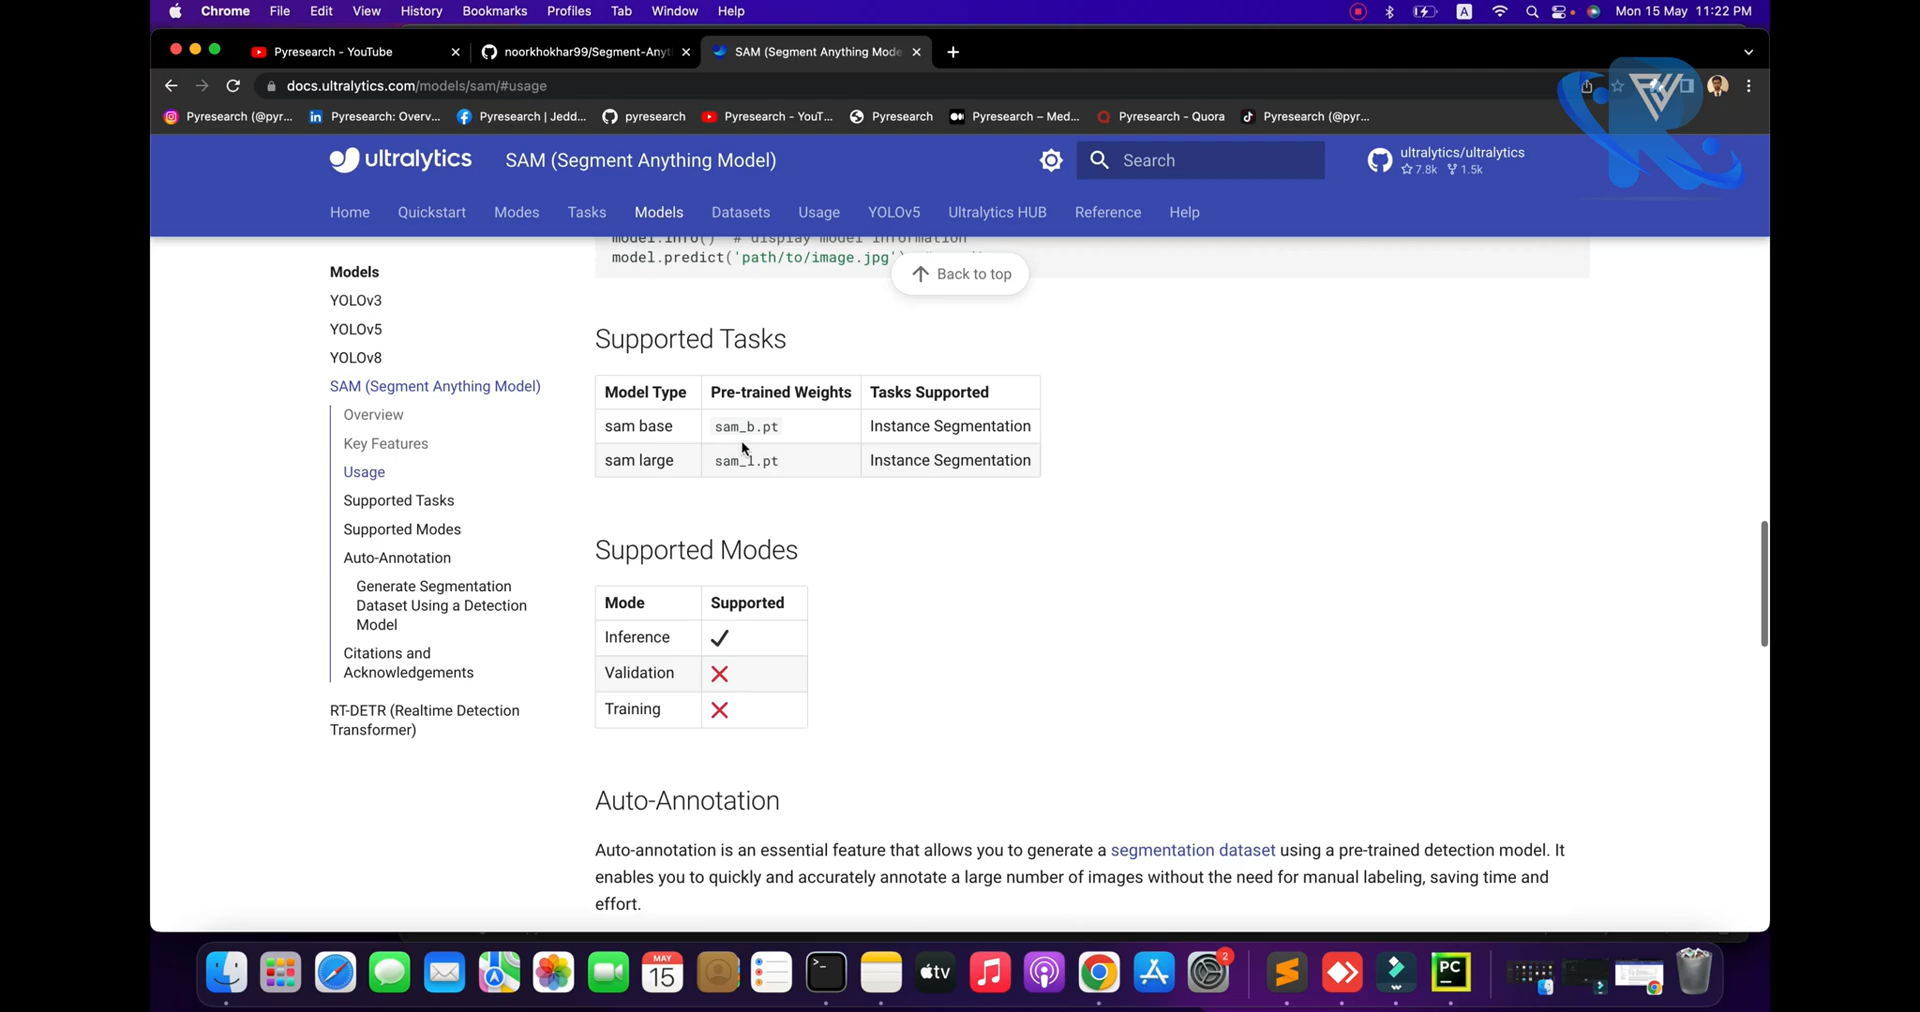 Chrome File Edit View History Bookmarks Profiles Tab Window Help A Mon 15 May 11:22 PM
Pyresearch - YouTube noorkhokhar99/Segment-Any SAM (Segment Anything Mode
docs.ultralytics.com/models/sam/#usage
Pyresearch (@pyr... Pyresearch: Overv... Pyresearch | Jedd... pyresearch Pyresearch - YouT... Pyresearch Pyresearch – Med... Pyresearch - Quora Pyresearch (@pyr...
ultralytics SAM (Segment Anything Model) Search ultralytics/ultralytics
7.8k 1.5k
Home Quickstart Modes Tasks Models Datasets Usage YOLOv5 Ultralytics HUB Reference Help
model.info() # display model information
model.predict('path/to/image.jpg')
Back to top
Models
YOLOv3
YOLOv5
YOLOv8
SAM (Segment Anything Model)
Overview
Key Features
Usage
Supported Tasks
Supported Modes
Auto-Annotation
Generate Segmentation
Dataset Using a Detection
Model
Citations and
Acknowledgements
RT-DETR (Realtime Detection
Transformer)
Supported Tasks
Model Type Pre-trained Weights Tasks Supported
sam base sam_b.pt Instance Segmentation
sam large sam_l.pt Instance Segmentation
Supported Modes
Mode Supported
Inference
Validation
Training
Auto-Annotation
Auto-annotation is an essential feature that allows you to generate a segmentation dataset using a pre-trained detection model. It
enables you to quickly and accurately annotate a large number of images without the need for manual labeling, saving time and
effort.
MAY
15
tv
2
PC